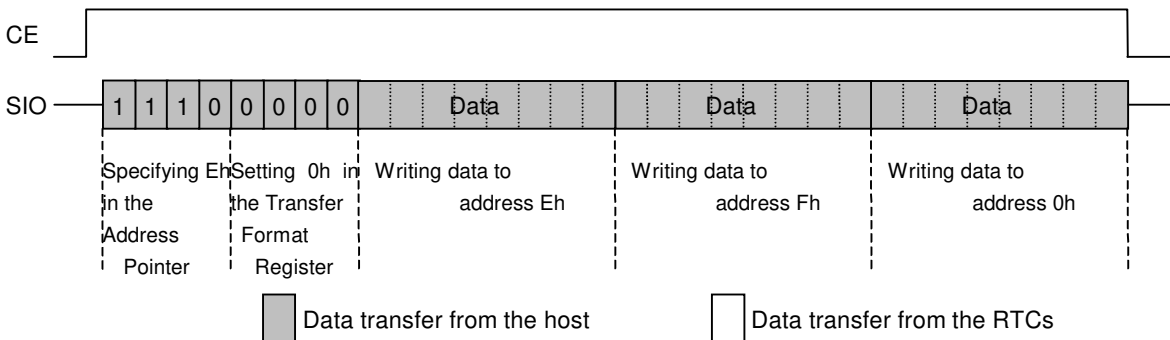 CE
SIO 1 1 1 0 0 0 0 0 Data Data Data
Specifying Eh Setting 0h in Writing data to Writing data to Writing data to
in the the Transfer address Eh address Fh address 0h
Address Format
Pointer Register
Data transfer from the host Data transfer from the RTCs